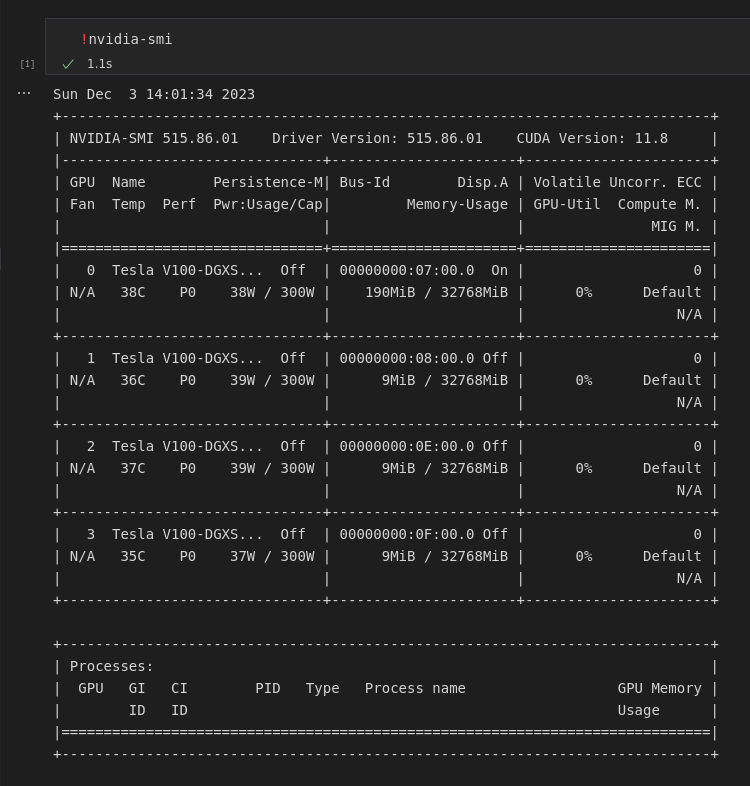 !nvidia-smi
[1] ✓ 1.1s
... Sun Dec  3 14:01:34 2023
+-----------------------------------------------------------------------------+
| NVIDIA-SMI 515.86.01    Driver Version: 515.86.01    CUDA Version: 11.8     |
|-------------------------------+----------------------+----------------------+
| GPU  Name        Persistence-M| Bus-Id        Disp.A | Volatile Uncorr. ECC |
| Fan  Temp  Perf  Pwr:Usage/Cap|         Memory-Usage | GPU-Util  Compute M. |
|                               |                      |               MIG M. |
|===============================+======================+======================|
|   0  Tesla V100-DGXS...  Off  | 00000000:07:00.0  On |                    0 |
| N/A   38C    P0    38W / 300W |    190MiB / 32768MiB |      0%      Default |
|                               |                      |                  N/A |
+-------------------------------+----------------------+----------------------+
|   1  Tesla V100-DGXS...  Off  | 00000000:08:00.0 Off |                    0 |
| N/A   36C    P0    39W / 300W |      9MiB / 32768MiB |      0%      Default |
|                               |                      |                  N/A |
+-------------------------------+----------------------+----------------------+
|   2  Tesla V100-DGXS...  Off  | 00000000:0E:00.0 Off |                    0 |
| N/A   37C    P0    39W / 300W |      9MiB / 32768MiB |      0%      Default |
|                               |                      |                  N/A |
+-------------------------------+----------------------+----------------------+
|   3  Tesla V100-DGXS...  Off  | 00000000:0F:00.0 Off |                    0 |
| N/A   35C    P0    37W / 300W |      9MiB / 32768MiB |      0%      Default |
|                               |                      |                  N/A |
+-------------------------------+----------------------+----------------------+

+-----------------------------------------------------------------------------+
| Processes:                                                                  |
|  GPU   GI   CI        PID   Type   Process name                  GPU Memory |
|        ID   ID                                                   Usage      |
|=============================================================================|
+-----------------------------------------------------------------------------+